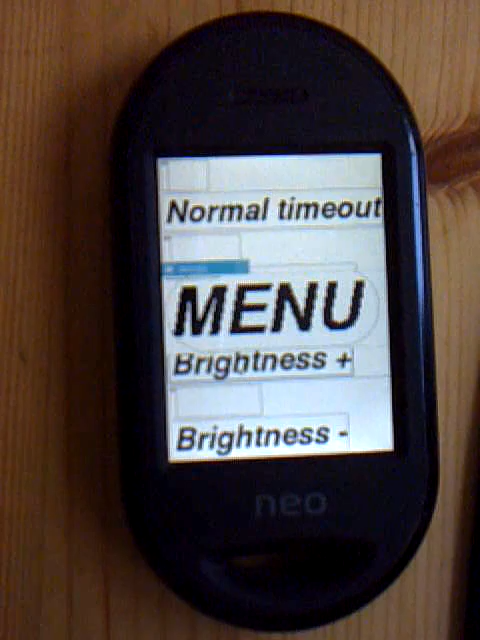 Normal timeout
MENU
Brightness +
Brightness -
neo